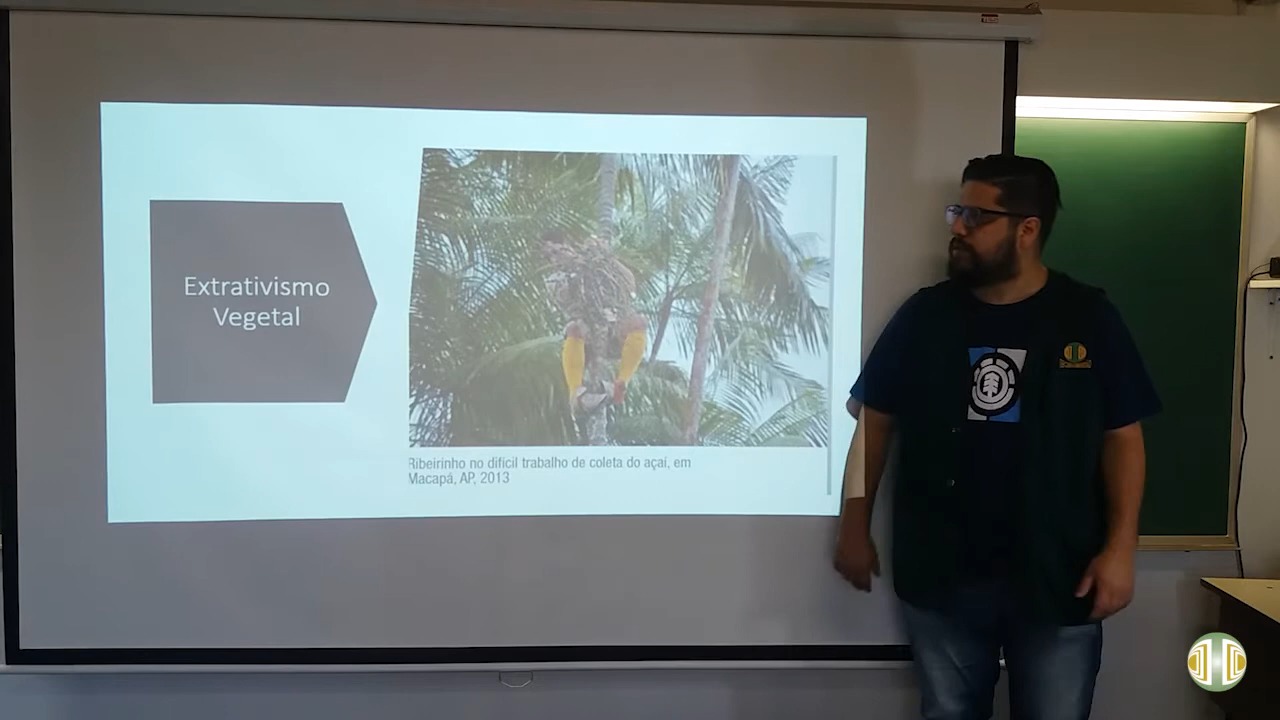 Extrativismo
Vegetal
Ribeirinho no difícil trabalho de coleta do açaí, em
Macapá, AP, 2013